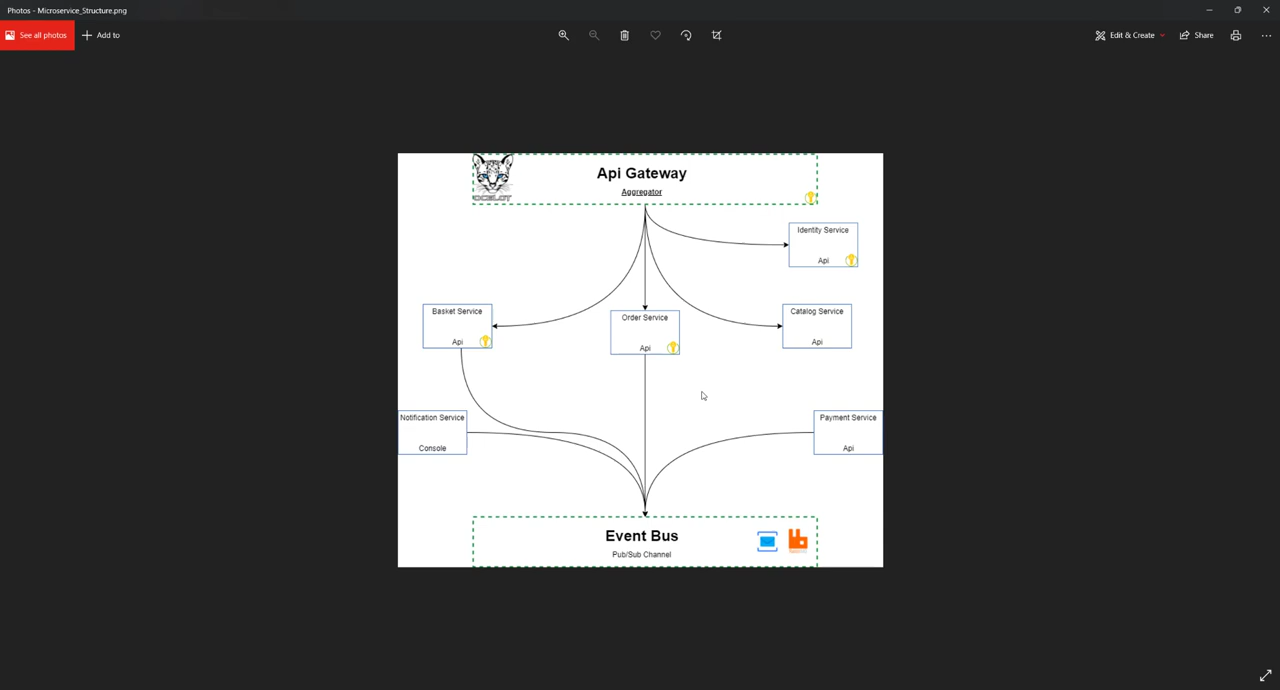 Photos - Microservice_Structure.png
See all photos
Add to
Edit & Create
Share
Api Gateway
Aggregator
OCELOT
Identity Service
Api
Basket Service
Api
Order Service
Api
Catalog Service
Api
Notification Service
Console
Payment Service
Api
Event Bus
Pub/Sub Channel